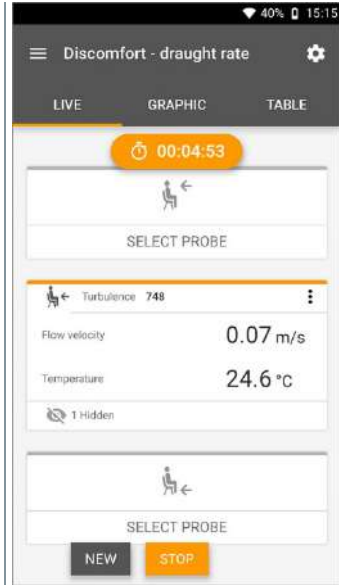 40% 15:15
Discomfort - draught rate
LIVE GRAPHIC TABLE
00:04:53
SELECT PROBE
Turbulence 748
Flow velocity 0.07 m/s
Temperature 24.6 °C
1 Hidden
SELECT PROBE
NEW STOP